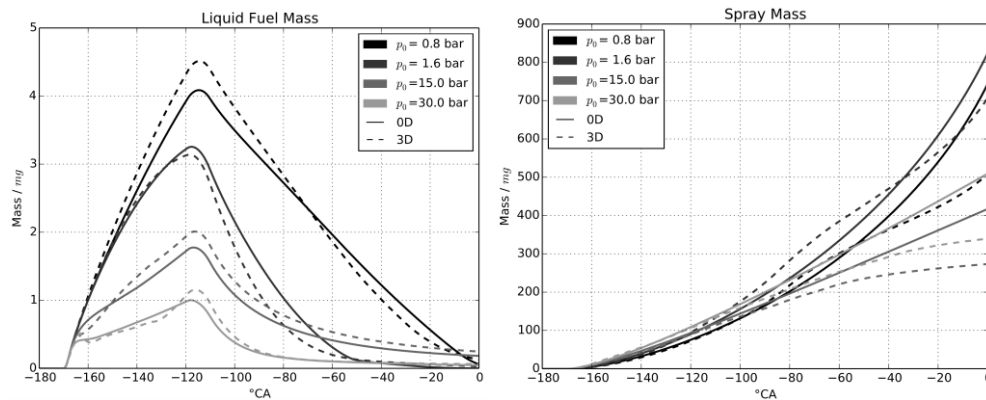 Liquid Fuel Mass
5
4
3
2
1
0
Mass / mg
p₀= 0.8 bar
p₀= 1.6 bar
p₀=15.0 bar
p₀=30.0 bar
0D
3D
−180 −160 −140 −120 −100 −80 −60 −40 −20 0
°CA
Spray Mass
900
800
700
600
500
400
300
200
100
0
Mass / mg
p₀= 0.8 bar
p₀= 1.6 bar
p₀=15.0 bar
p₀=30.0 bar
0D
3D
−180 −160 −140 −120 −100 −80 −60 −40 −20 0
°CA